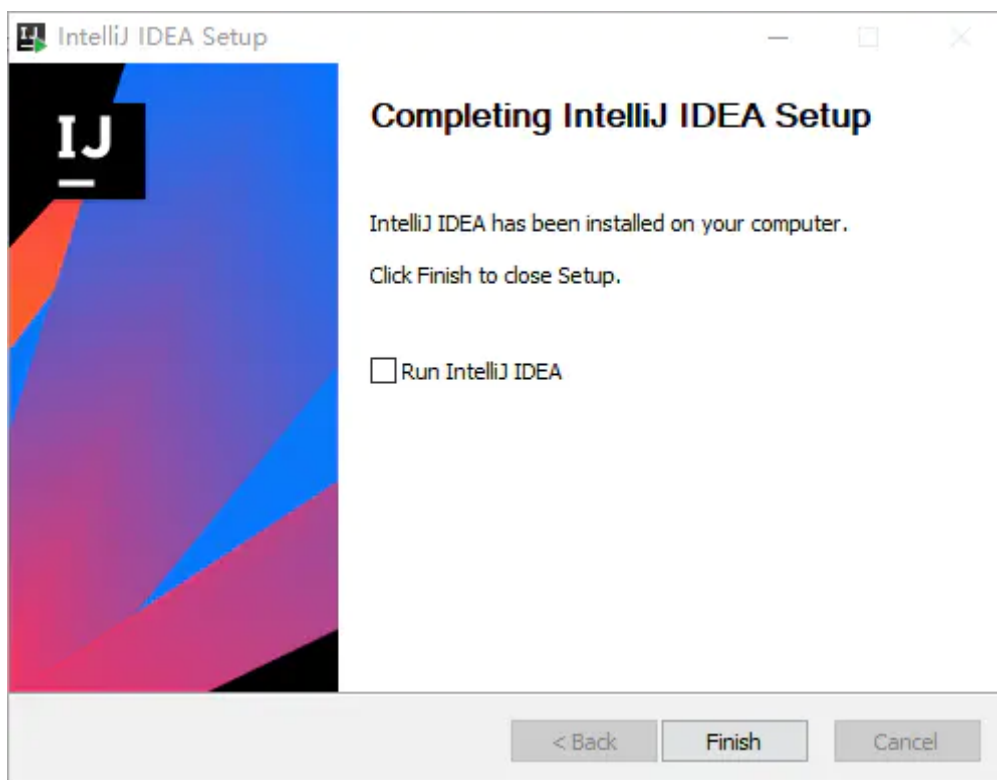 IntelliJ IDEA Setup
IJ
Completing IntelliJ IDEA Setup
IntelliJ IDEA has been installed on your computer.
Click Finish to close Setup.
Run IntelliJ IDEA
< Back
Finish
Cancel